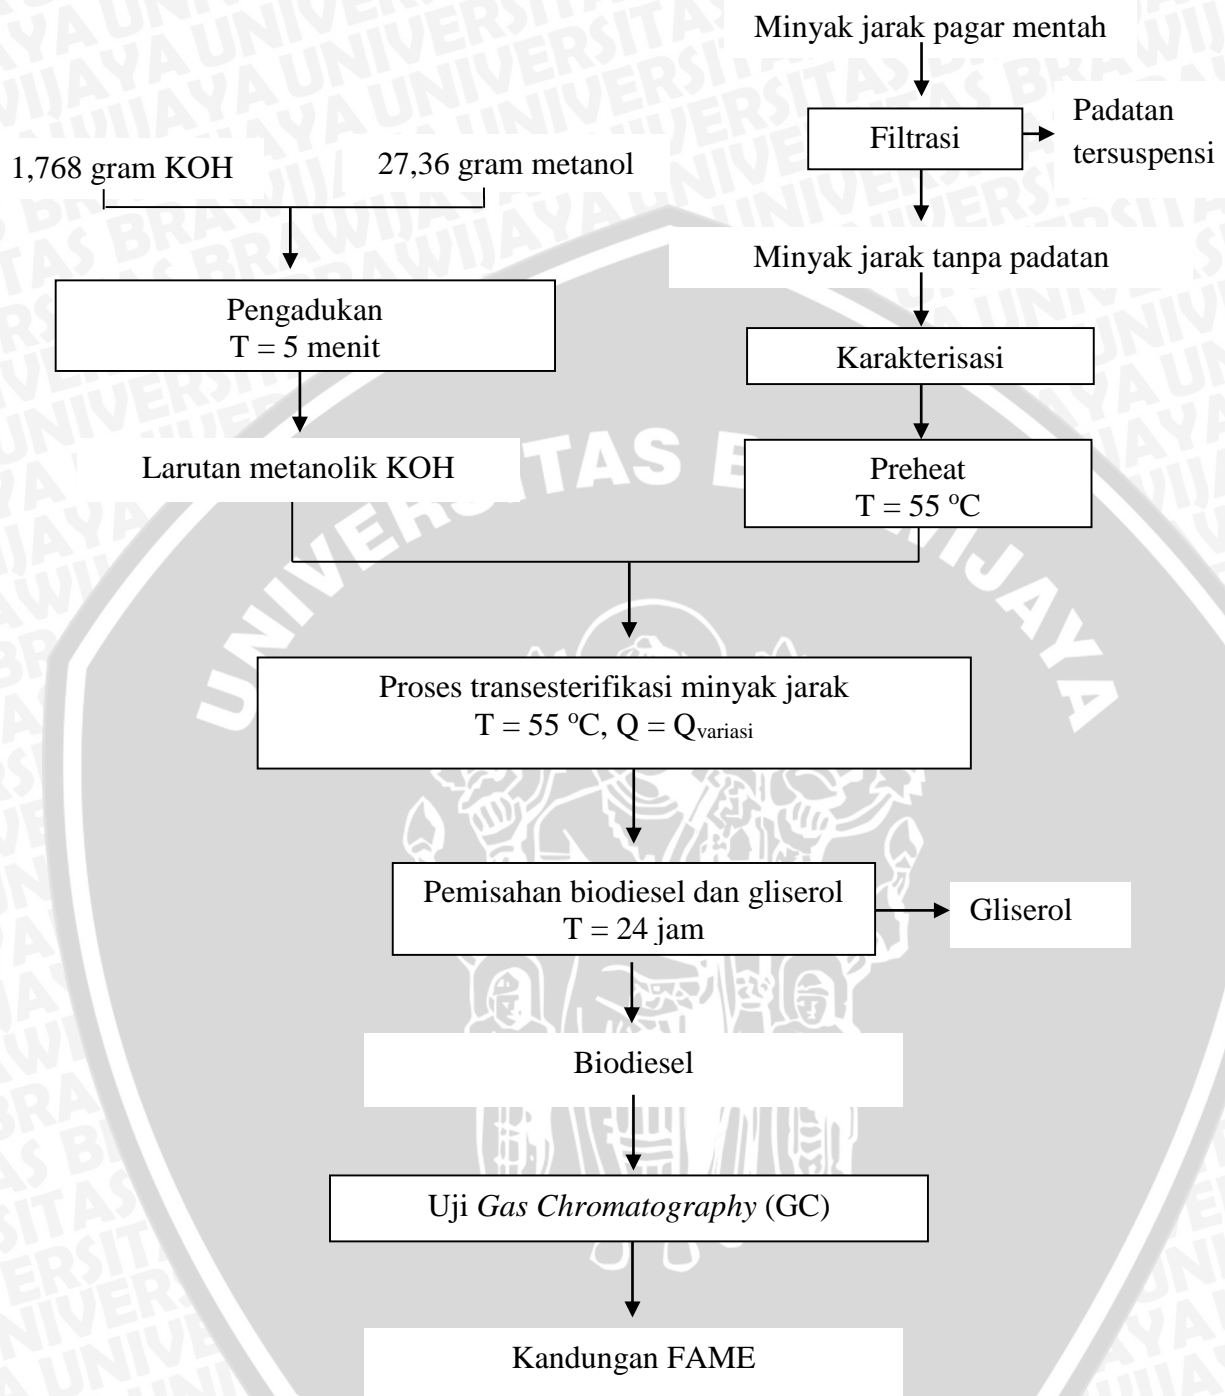 Minyak jarak pagar mentah
Filtrasi
Padatan
tersuspensi
1,768 gram KOH
27,36 gram metanol
Minyak jarak tanpa padatan
Pengadukan
T = 5 menit
Karakterisasi
Larutan metanolik KOH
Preheat
T = 55 °C
Proses transesterifikasi minyak jarak
T = 55 °C, Q = Qvariasi
Pemisahan biodiesel dan gliserol
T = 24 jam
Gliserol
Biodiesel
Uji Gas Chromatography (GC)
Kandungan FAME